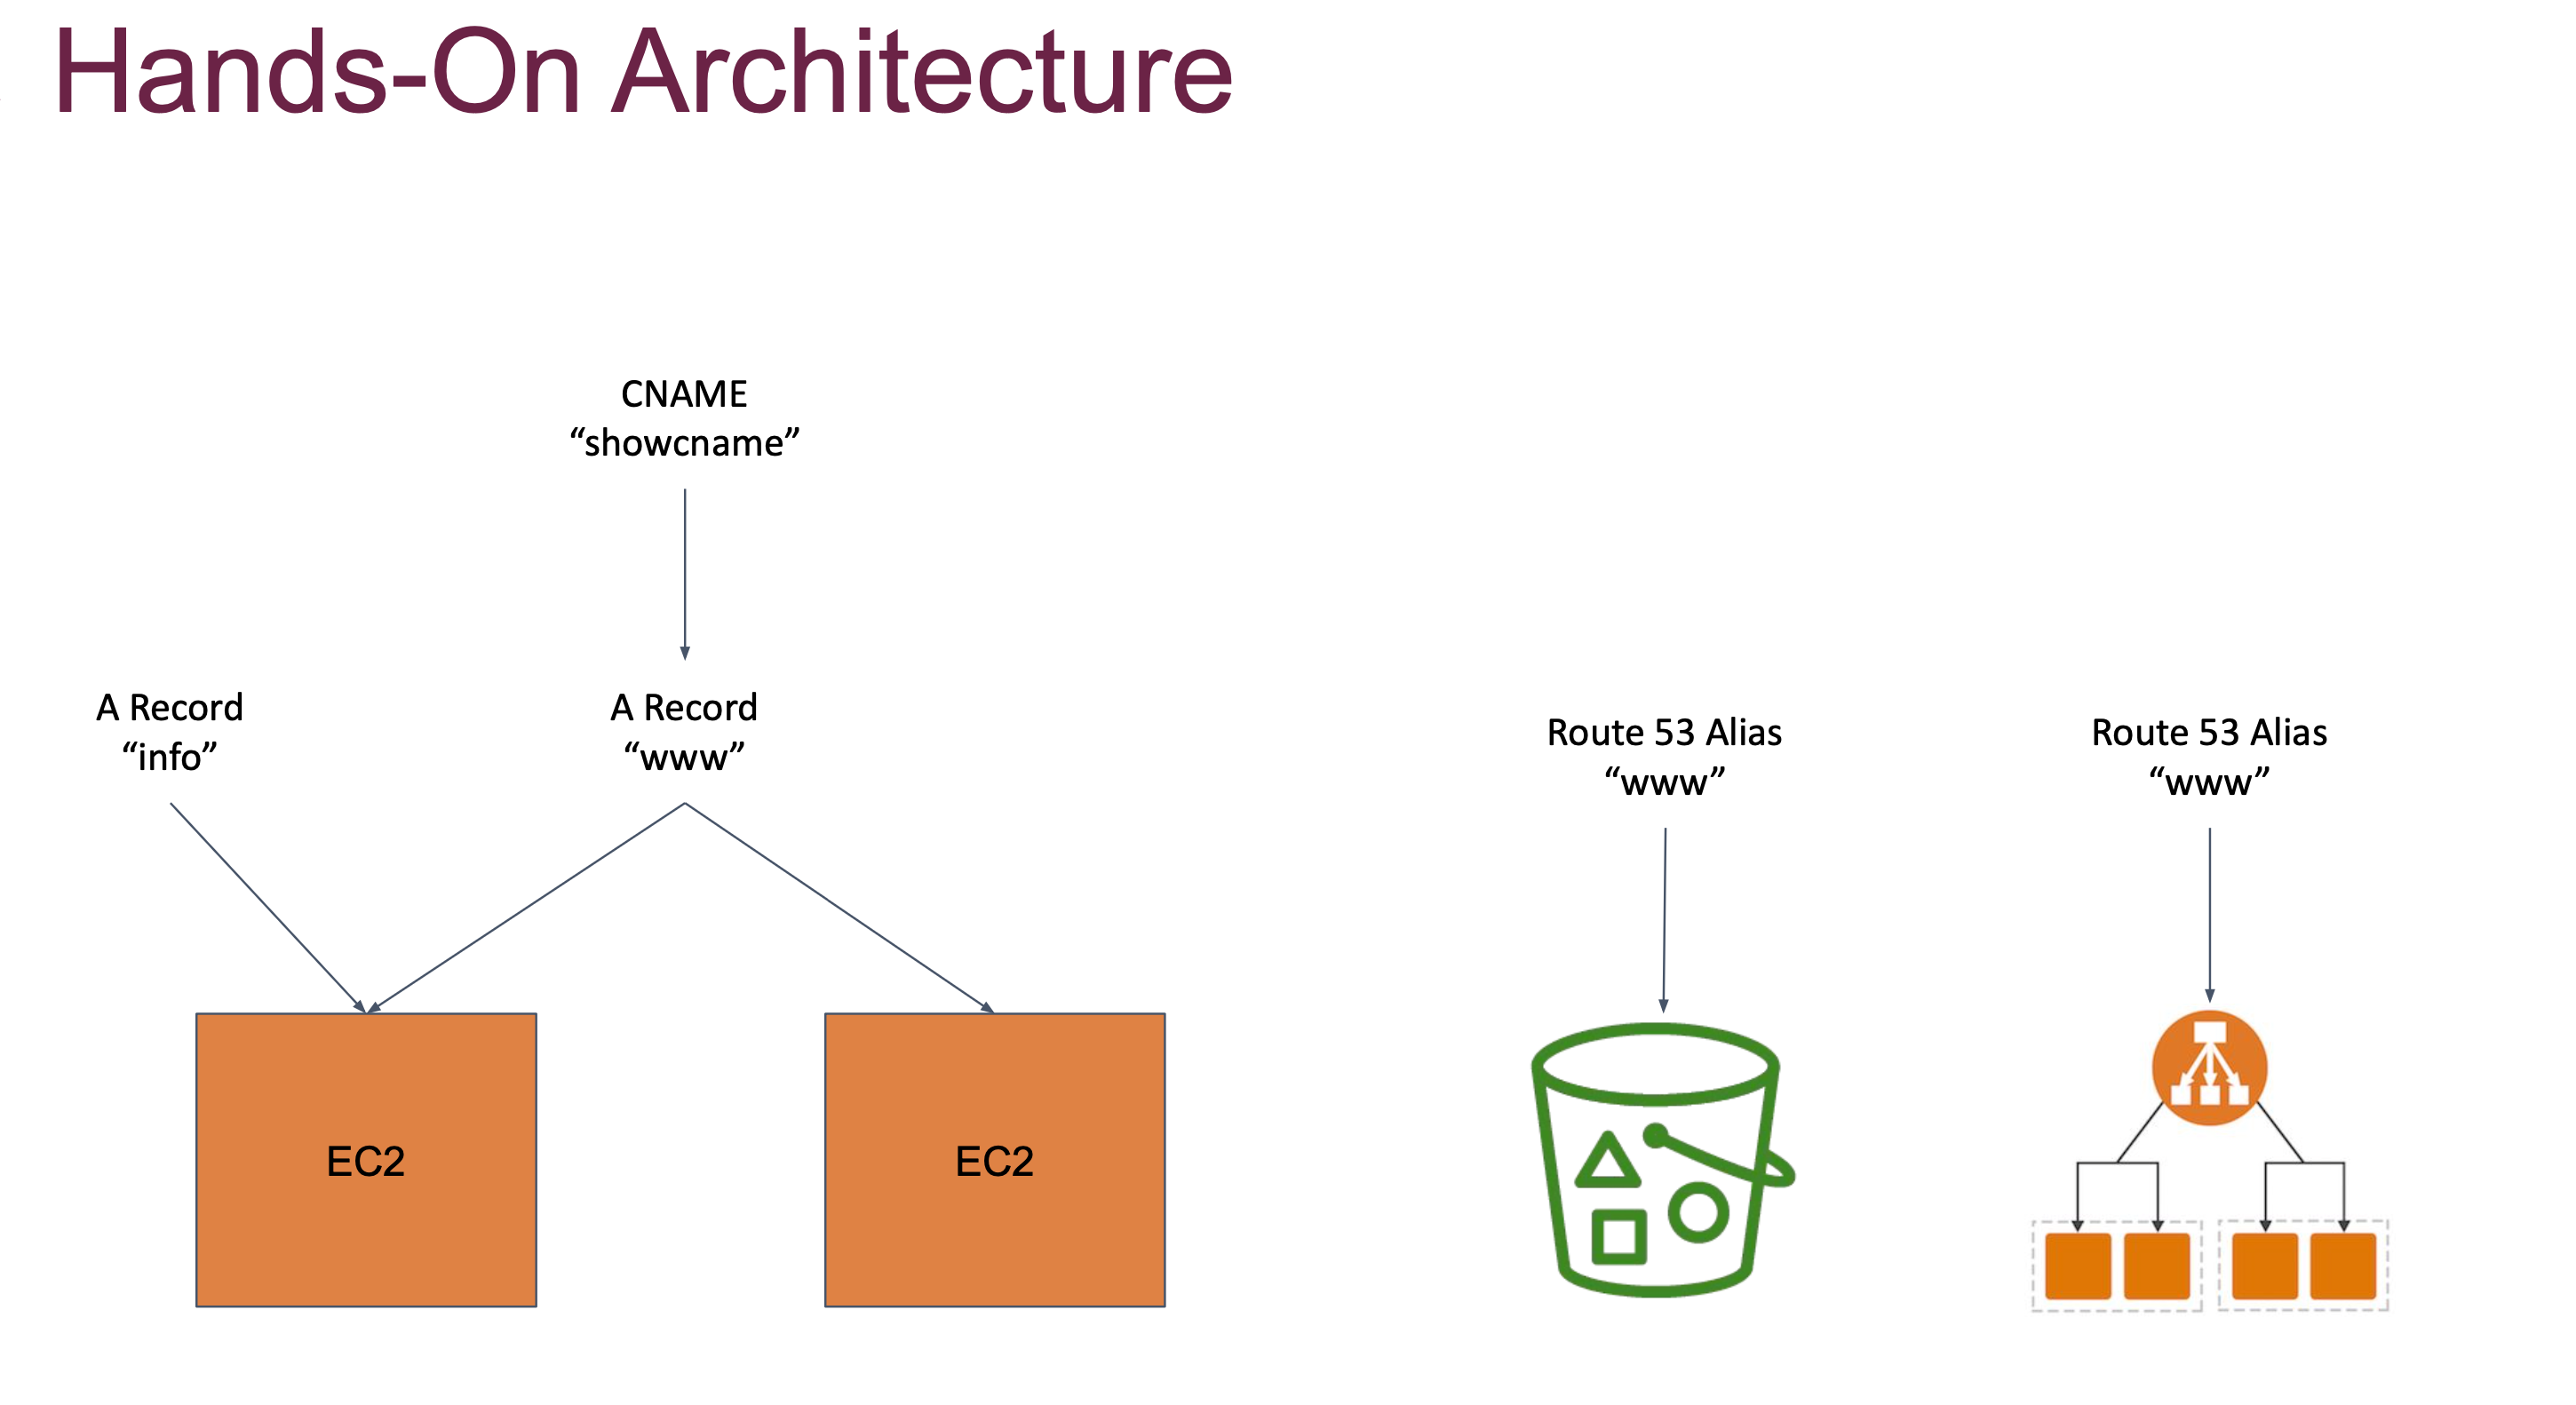 Hands-On Architecture
CNAME
“showcname”
A Record
“info”
A Record
“www”
Route 53 Alias
“www”
Route 53 Alias
“www”
EC2
EC2